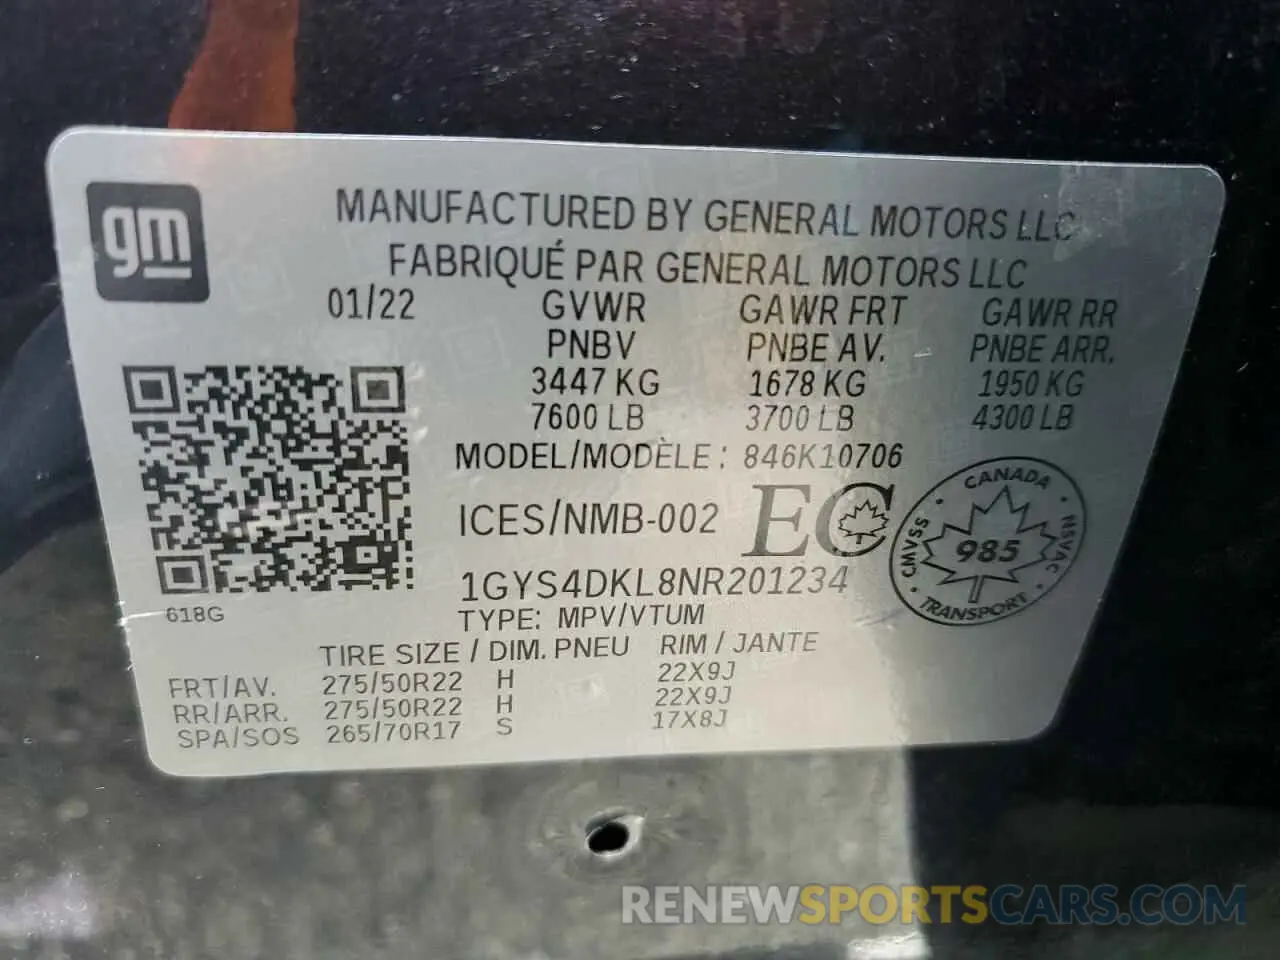 gm
MANUFACTURED BY GENERAL MOTORS LLC
FABRIQUÉ PAR GENERAL MOTORS LLC
01/22 GVWR GAWR FRT GAWR RR
PNBV PNBE AV. PNBE ARR.
3447 KG 1678 KG 1950 KG
7600 LB 3700 LB 4300 LB
MODEL/MODÈLE: 846K10706
ICES/NMB-002 EC
CANADA
CMVSS 985 NSVAC
TRANSPORT
1GYS4DKL8NR201234
618G
TYPE: MPV/VTUM
TIRE SIZE / DIM. PNEU RIM / JANTE
FRT/AV. 275/50R22 H 22X9J
RR/ARR. 275/50R22 H 22X9J
SPA/SOS 265/70R17 S 17X8J
RENEWSPORTSCARS.COM